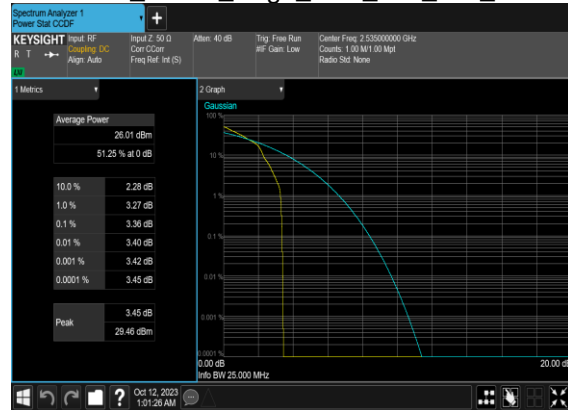 Spectrum Analyzer 1
Power Stat CCDF
KEYSIGHT
R T
LW
Input: RF
Coupling: DC
Align: Auto
Input Z: 50 Ω
Corr CCorr
Freq Ref: Int (S)
Atten: 40 dB
Trig: Free Run
#IF Gain: Low
Center Freq: 2.535000000 GHz
Counts: 1.00 M/1.00 Mpt
Radio Std: None
1 Metrics
Average Power
26.01 dBm
51.25 % at 0 dB
10.0 % 2.28 dB
1.0 % 3.27 dB
0.1 % 3.36 dB
0.01 % 3.40 dB
0.001 % 3.42 dB
0.0001 % 3.45 dB
Peak
3.45 dB
29.46 dBm
2 Graph
Gaussian
100 %
10 %
1 %
0.1 %
0.01 %
0.001 %
0.0001 %
0.00 dB
20.00 dB
Info BW 25.000 MHz
Oct 12, 2023
1:01:26 AM